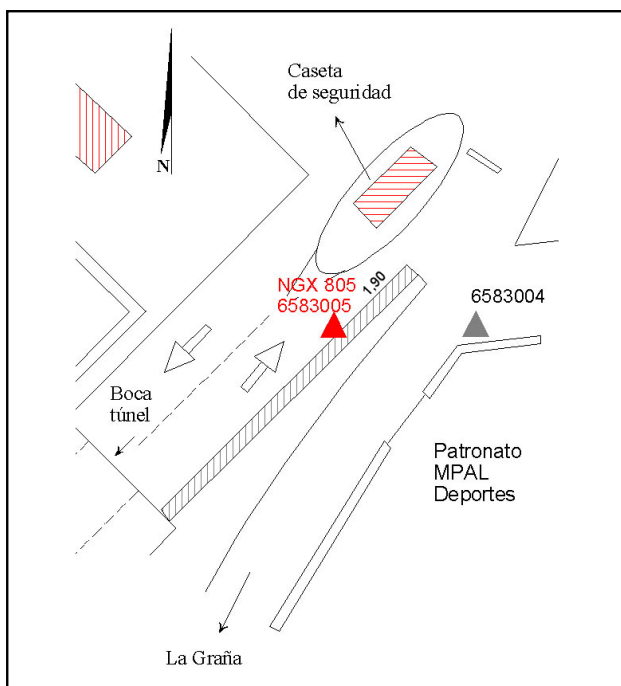 Caseta
de seguridad
N
NGX 805
6583005
1,90
6583004
Boca
túnel
Patronato
MPAL
Deportes
La Graña